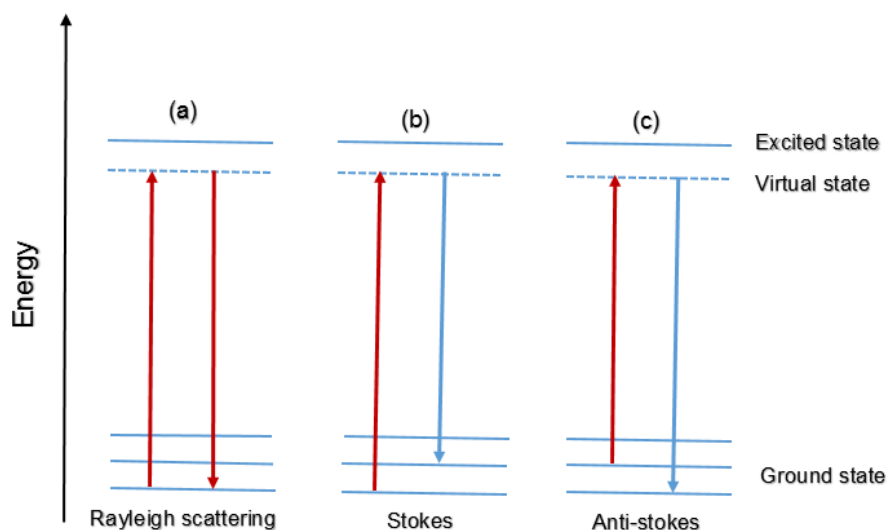 (a)
(b)
(c)
Excited state
Virtual state
Energy
Ground state
Rayleigh scattering
Stokes
Anti-stokes